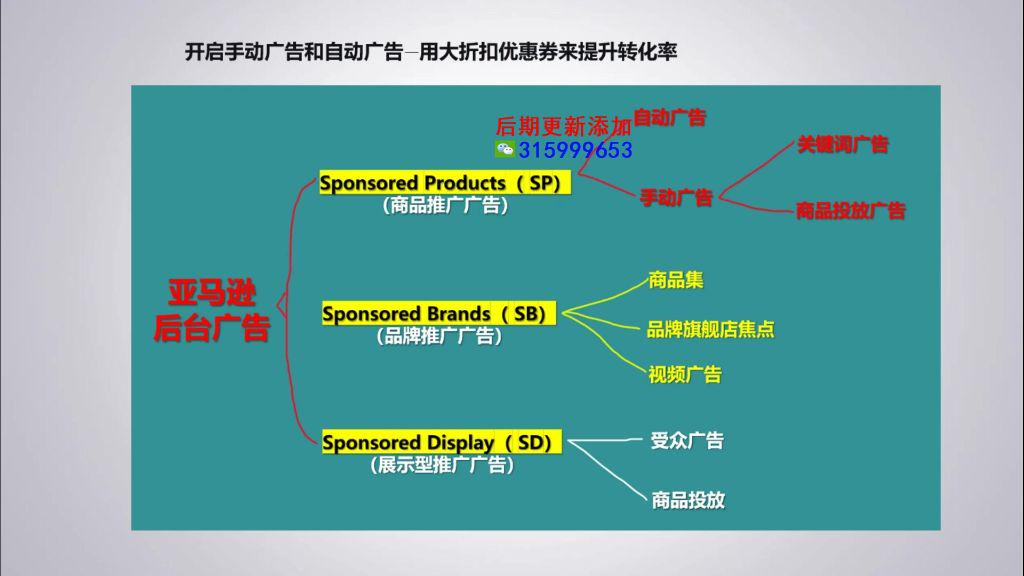 开启手动广告和自动广告—用大折扣优惠券来提升转化率
后期更新添加
315999653
自动广告
关键词广告
Sponsored Products（SP）
(商品推广广告)
手动广告
商品投放广告
亚马逊
后台广告
商品集
Sponsored Brands（SB）
(品牌推广广告)
品牌旗舰店焦点
视频广告
Sponsored Display（SD）
(展示型推广广告)
受众广告
商品投放